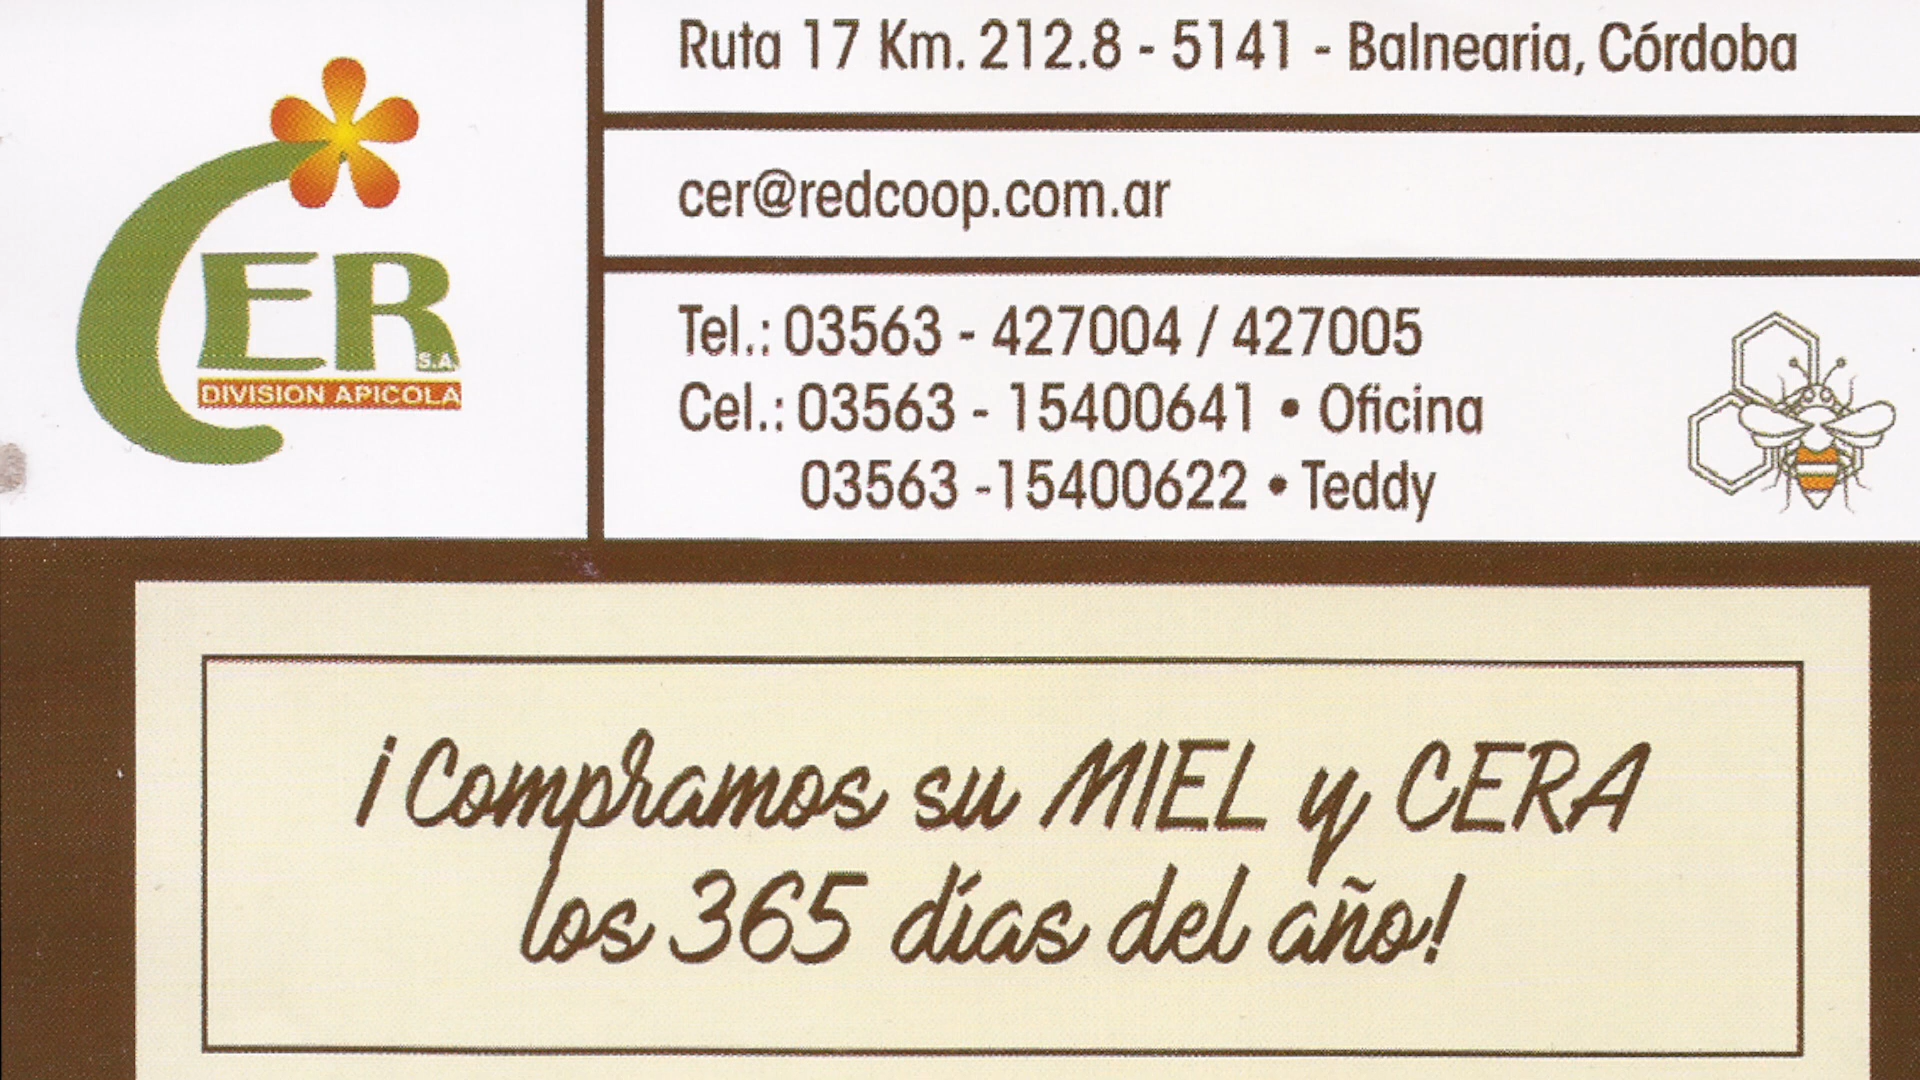 CER S.A.
DIVISION APICOLA
Ruta 17 Km. 212.8 - 5141 - Balnearia, Córdoba
cer@redcoop.com.ar
Tel.: 03563 - 427004 / 427005
Cel.: 03563 - 15400641 • Oficina
03563 -15400622 • Teddy
¡Compramos su MIEL y CERA
los 365 días del año!